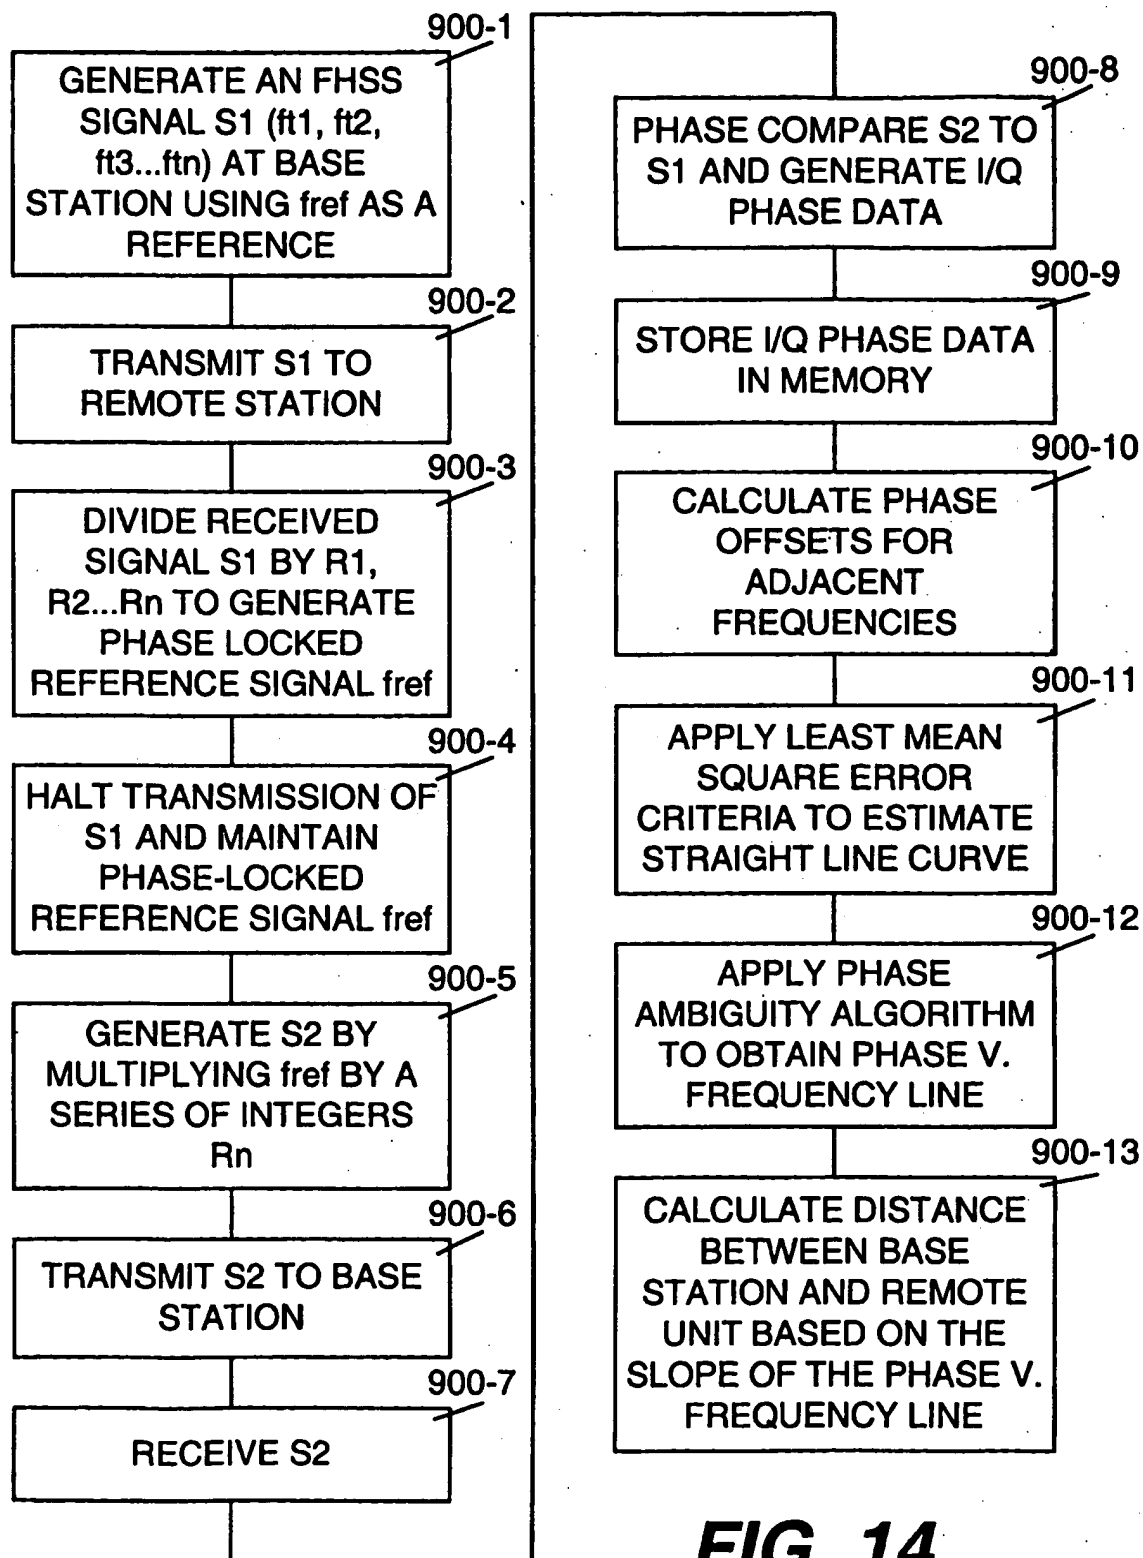 900-1
GENERATE AN FHSS
SIGNAL S1 (ft1, ft2,
ft3...ftn) AT BASE
STATION USING fref AS A
REFERENCE
900-2
TRANSMIT S1 TO
REMOTE STATION
900-3
DIVIDE RECEIVED
SIGNAL S1 BY R1,
R2...Rn TO GENERATE
PHASE LOCKED
REFERENCE SIGNAL fref
900-4
HALT TRANSMISSION OF
S1 AND MAINTAIN
PHASE-LOCKED
REFERENCE SIGNAL fref
900-5
GENERATE S2 BY
MULTIPLYING fref BY A
SERIES OF INTEGERS
Rn
900-6
TRANSMIT S2 TO BASE
STATION
900-7
RECEIVE S2
900-8
PHASE COMPARE S2 TO
S1 AND GENERATE I/Q
PHASE DATA
900-9
STORE I/Q PHASE DATA
IN MEMORY
900-10
CALCULATE PHASE
OFFSETS FOR
ADJACENT
FREQUENCIES
900-11
APPLY LEAST MEAN
SQUARE ERROR
CRITERIA TO ESTIMATE
STRAIGHT LINE CURVE
900-12
APPLY PHASE
AMBIGUITY ALGORITHM
TO OBTAIN PHASE V.
FREQUENCY LINE
900-13
CALCULATE DISTANCE
BETWEEN BASE
STATION AND REMOTE
UNIT BASED ON THE
SLOPE OF THE PHASE V.
FREQUENCY LINE
FIG. 14